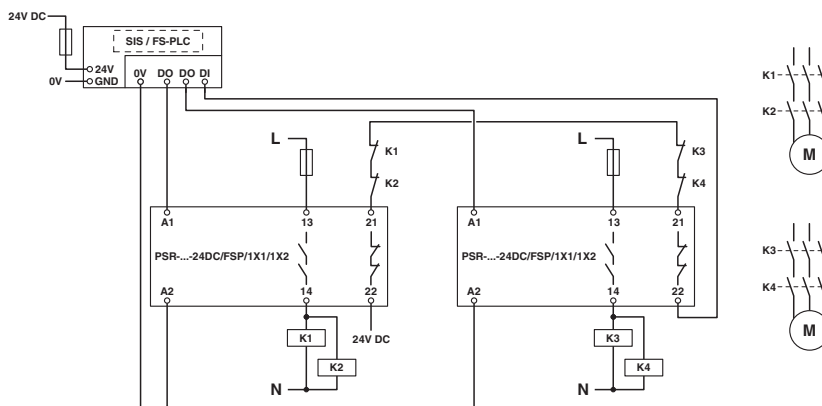 24V DC
SIS / FS-PLC
24V
0V
GND
0V DO DO DI
L
K1
K2
L
K3
K4
K1
K2
M
A1 13 21
PSR-...-24DC/FSP/1X1/1X2
A2 14 22
A1 13 21
PSR-...-24DC/FSP/1X1/1X2
A2 14 22
K1
K2
24V DC
N
K3
K4
N
K3
K4
M